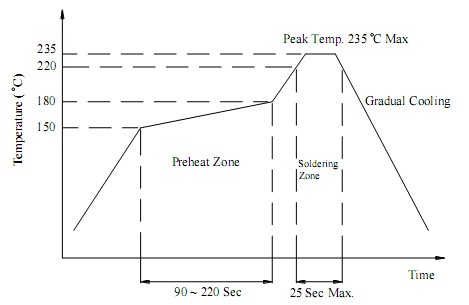 Peak Temp. 235 °C Max
235
220
180
150
Temperature (°C)
Gradual Cooling
Preheat Zone
Soldering
Zone
Time
90 ~ 220 Sec
25 Sec Max.